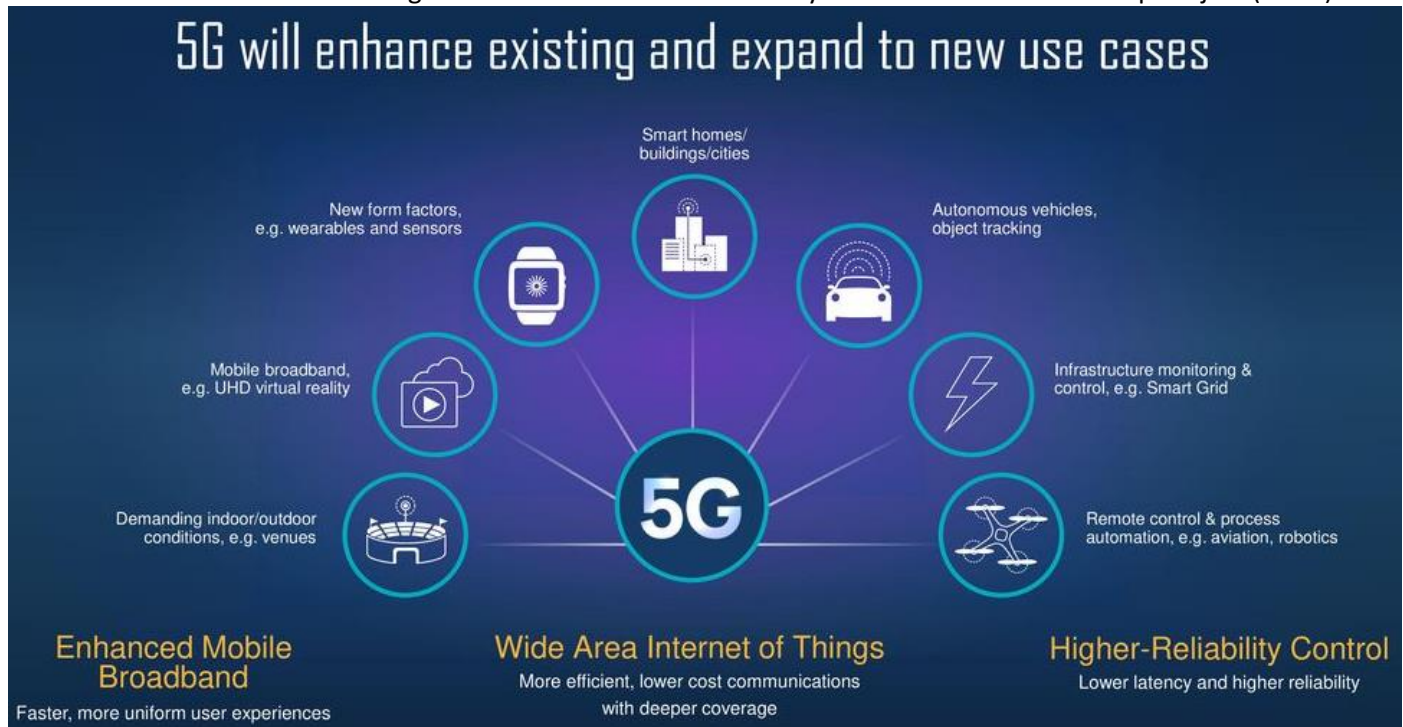 5G will enhance existing and expand to new use cases
Smart homes/
buildings/cities
New form factors,
e.g. wearables and sensors
Autonomous vehicles,
object tracking
Mobile broadband,
e.g. UHD virtual reality
Infrastructure monitoring &
control, e.g. Smart Grid
5G
Demanding indoor/outdoor
conditions, e.g. venues
Remote control & process
automation, e.g. aviation, robotics
Enhanced Mobile
Broadband
Faster, more uniform user experiences
Wide Area Internet of Things
More efficient, lower cost communications
with deeper coverage
Higher-Reliability Control
Lower latency and higher reliability